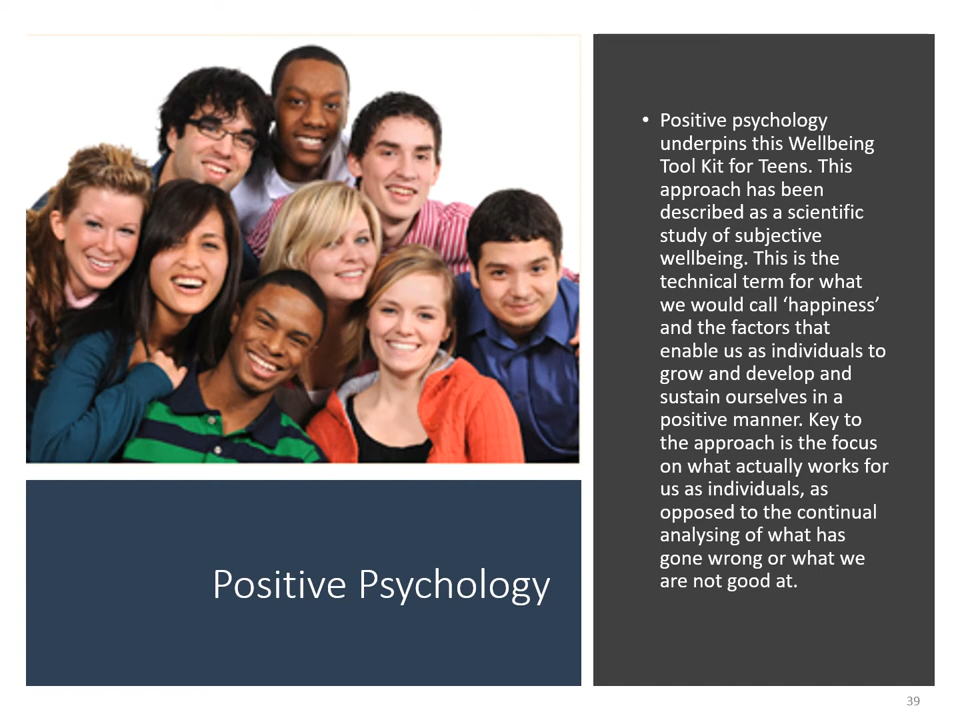 • Positive psychology
underpins this Wellbeing
Tool Kit for Teens. This
approach has been
described as a scientific
study of subjective
wellbeing. This is the
technical term for what
we would call ‘happiness’
and the factors that
enable us as individuals to
grow and develop and
sustain ourselves in a
positive manner. Key to
the approach is the focus
on what actually works for
us as individuals, as
opposed to the continual
analysing of what has
gone wrong or what we
are not good at.
Positive Psychology
39